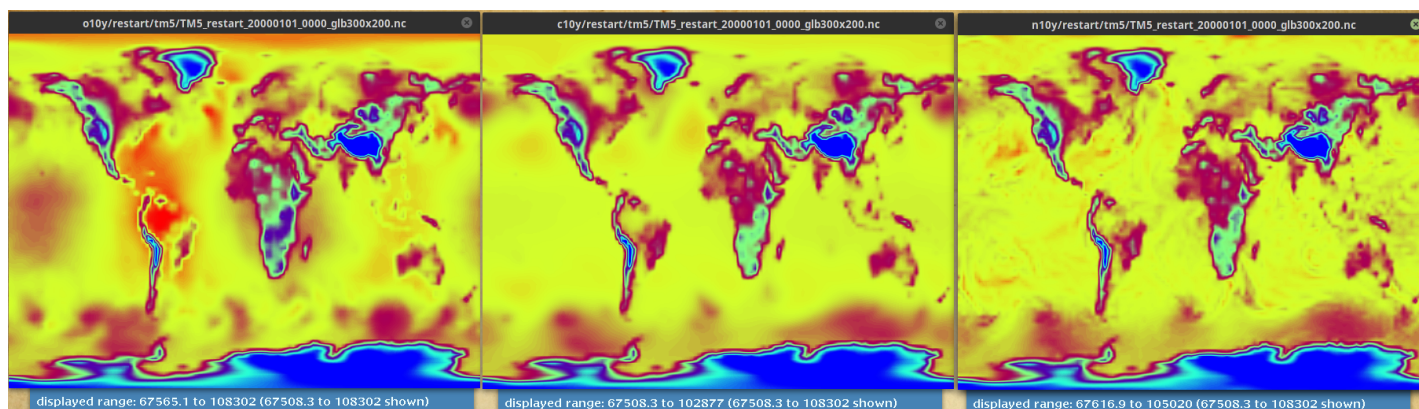 o10y/restart/tm5/TM5_restart_20000101_0000_glb300x200.nc
c10y/restart/tm5/TM5_restart_20000101_0000_glb300x200.nc
n10y/restart/tm5/TM5_restart_20000101_0000_glb300x200.nc
displayed range: 67565.1 to 108302 (67508.3 to 108302 shown)
displayed range: 67508.3 to 102877 (67508.3 to 108302 shown)
displayed range: 67616.9 to 105020 (67508.3 to 108302 shown)